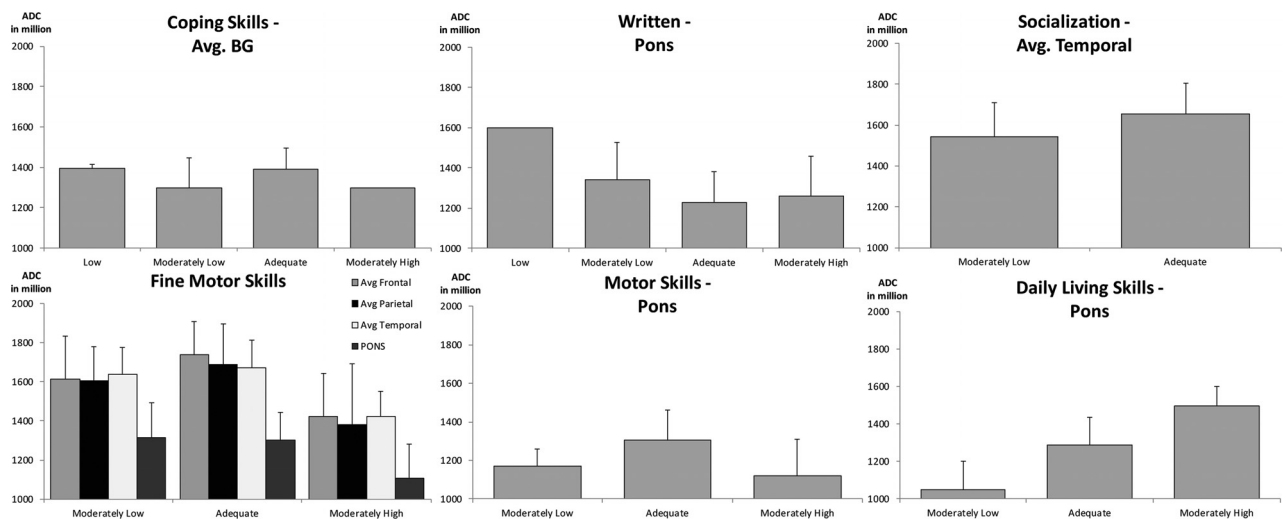 ADC
in million
Coping Skills -
Avg. BG
2000
1800
1600
1400
1200
1000
Low
Moderately Low
Adequate
Moderately High
ADC
in million
Written -
Pons
2000
1800
1600
1400
1200
1000
Low
Moderately Low
Adequate
Moderately High
ADC
in million
Socialization -
Avg. Temporal
2000
1800
1600
1400
1200
1000
Moderately Low
Adequate
ADC
in million
Fine Motor Skills
2000
1800
1600
1400
1200
1000
Avg Frontal
Avg Parietal
Avg Temporal
PONS
Moderately Low
Adequate
Moderately High
ADC
in million
Motor Skills -
Pons
2000
1800
1600
1400
1200
1000
Moderately Low
Adequate
Moderately High
ADC
in million
Daily Living Skills -
Pons
2000
1800
1600
1400
1200
1000
Moderately Low
Adequate
Moderately High